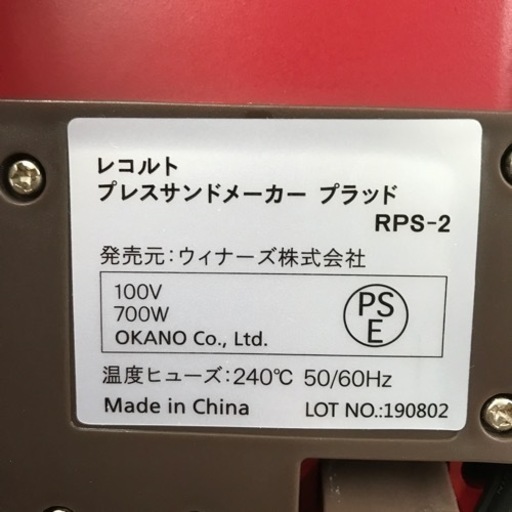 レコルト
プレスサンドメーカー プラッド
RPS-2
発売元:ウィナーズ株式会社
100V
700W
OKANO Co., Ltd.
PS
E
温度ヒューズ:240℃ 50/60Hz
Made in China LOT NO.:190802